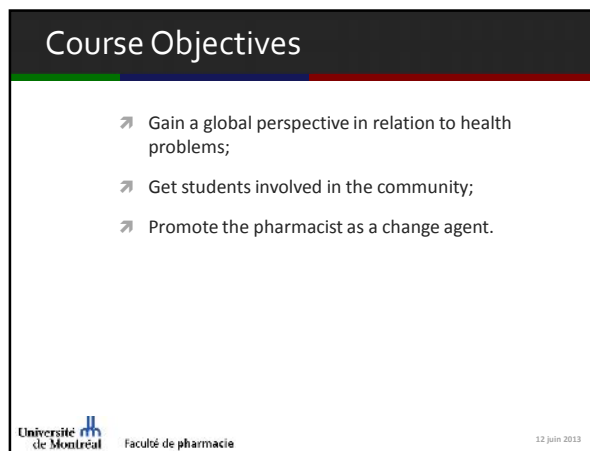 Course Objectives
Gain a global perspective in relation to health
problems;
Get students involved in the community;
Promote the pharmacist as a change agent.
Université
de Montréal
Faculté de pharmacie
12 juin 2013